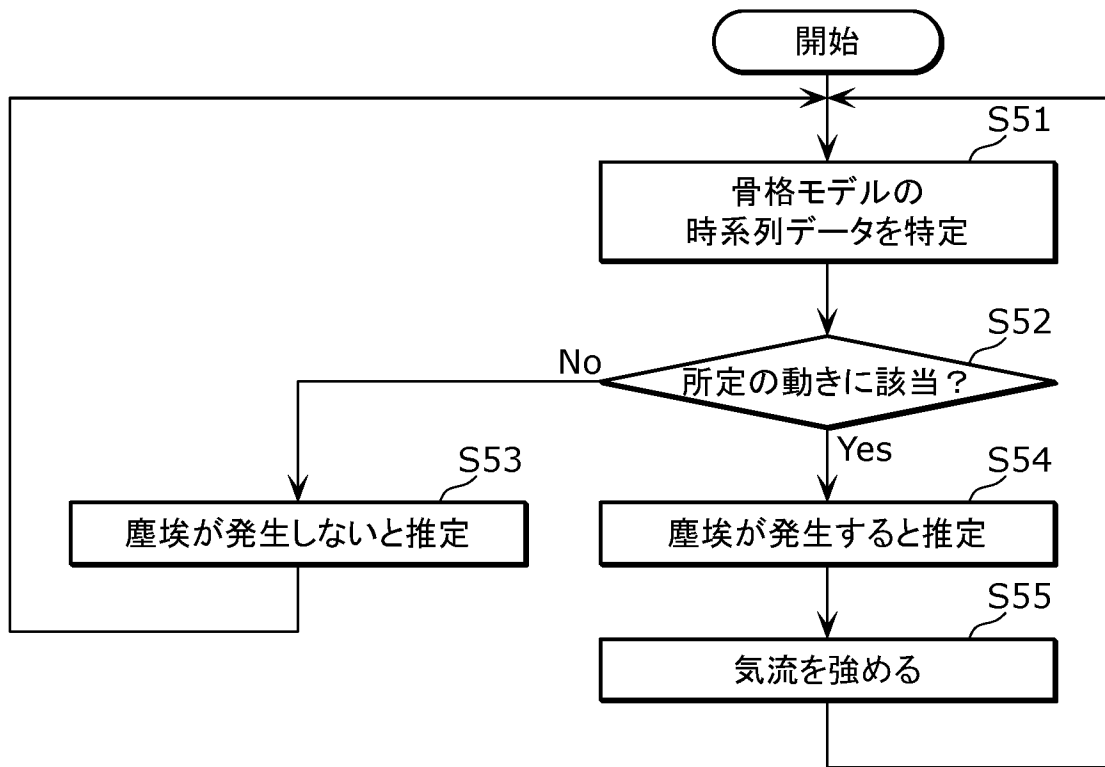 開始
S51
骨格モデルの
時系列データを特定
S52
所定の動きに該当？
No
Yes
S53
塵埃が発生しないと推定
S54
塵埃が発生すると推定
S55
気流を強める